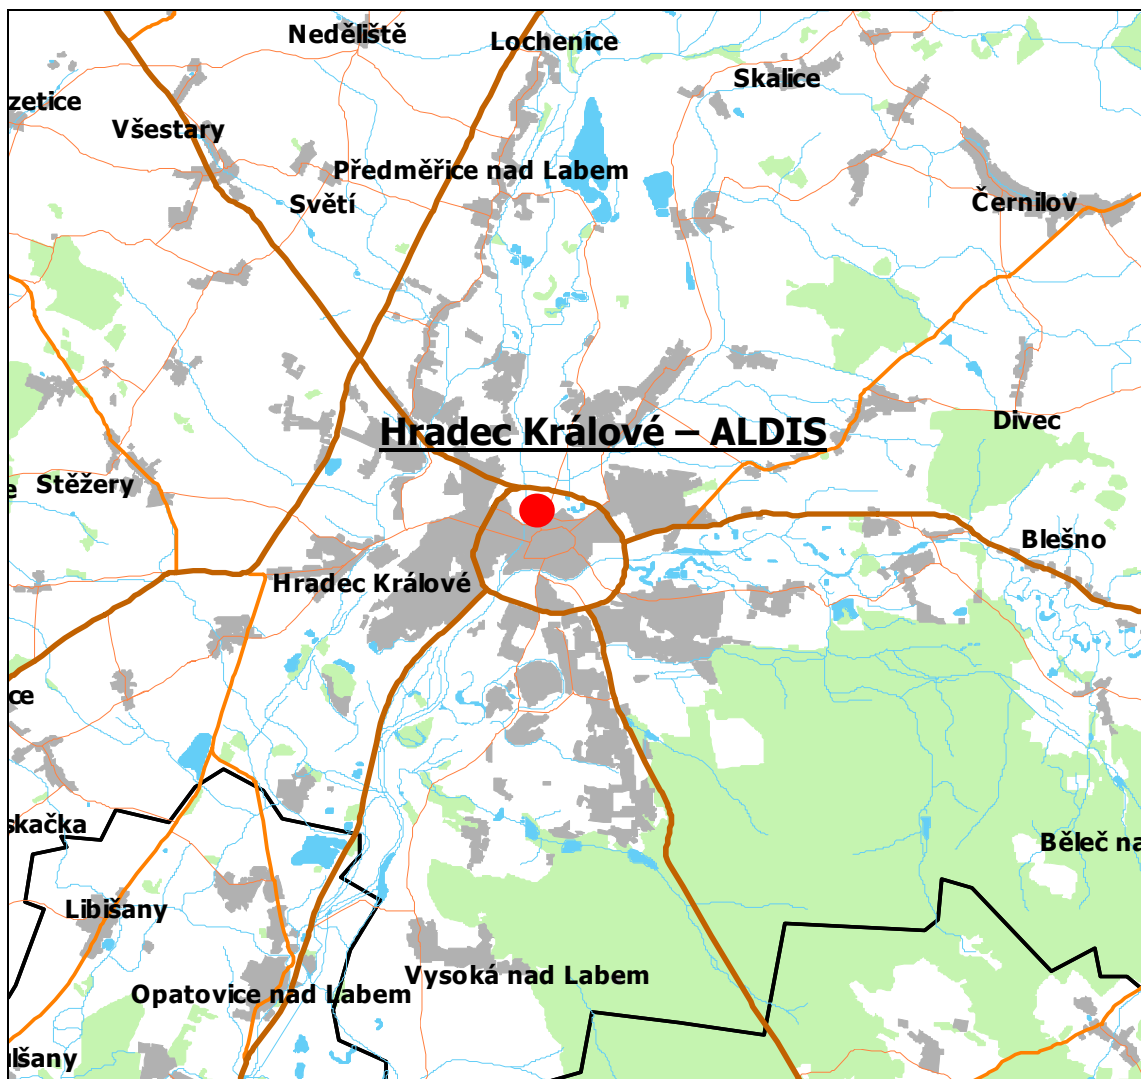 Neděliště
Lochenice
Skalice
zetice
Všestary
Předměřice nad Labem
Světí
Černilov
Divec
Hradec Králové – ALDIS
Stěžery
e
Blešno
Hradec Králové
ce
skačka
Běleč na
Libišany
Vysoká nad Labem
Opatovice nad Labem
lšany